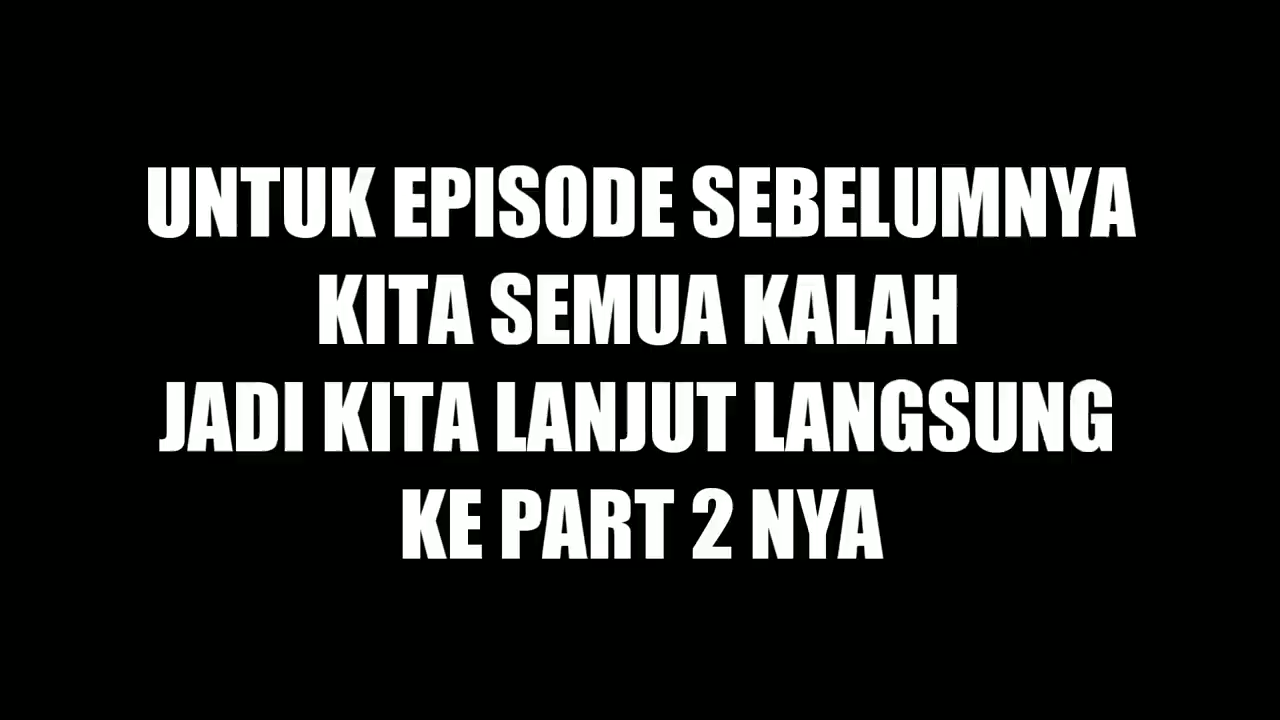 UNTUK EPISODE SEBELUMNYA
KITA SEMUA KALAH
JADI KITA LANJUT LANGSUNG
KE PART 2 NYA